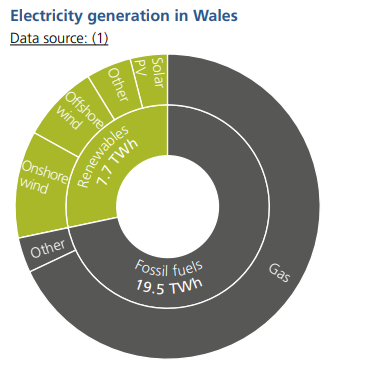 Electricity generation in Wales
Data source: (1)
Solar
PV
Other
Offshore
wind
Onshore
wind
Renewables
7.7 TWh
Other
Fossil fuels
19.5 TWh
Gas